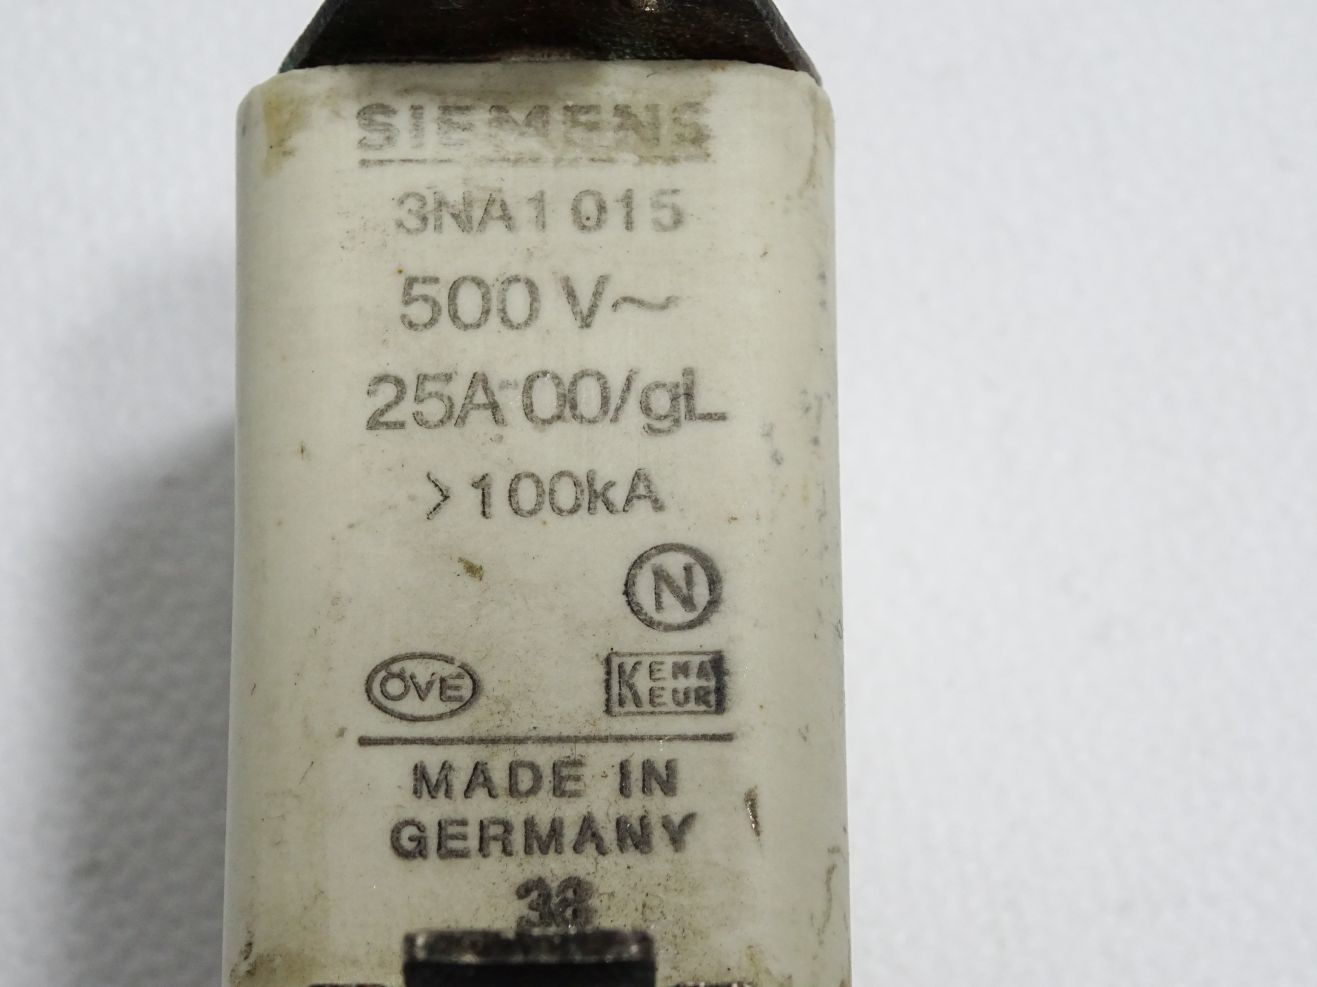 SIEMENS
3NA1 015
500 V~
25A 00/gL
>100kA
N
ÖVE
KEMA
KEUR
MADE IN
GERMANY
38